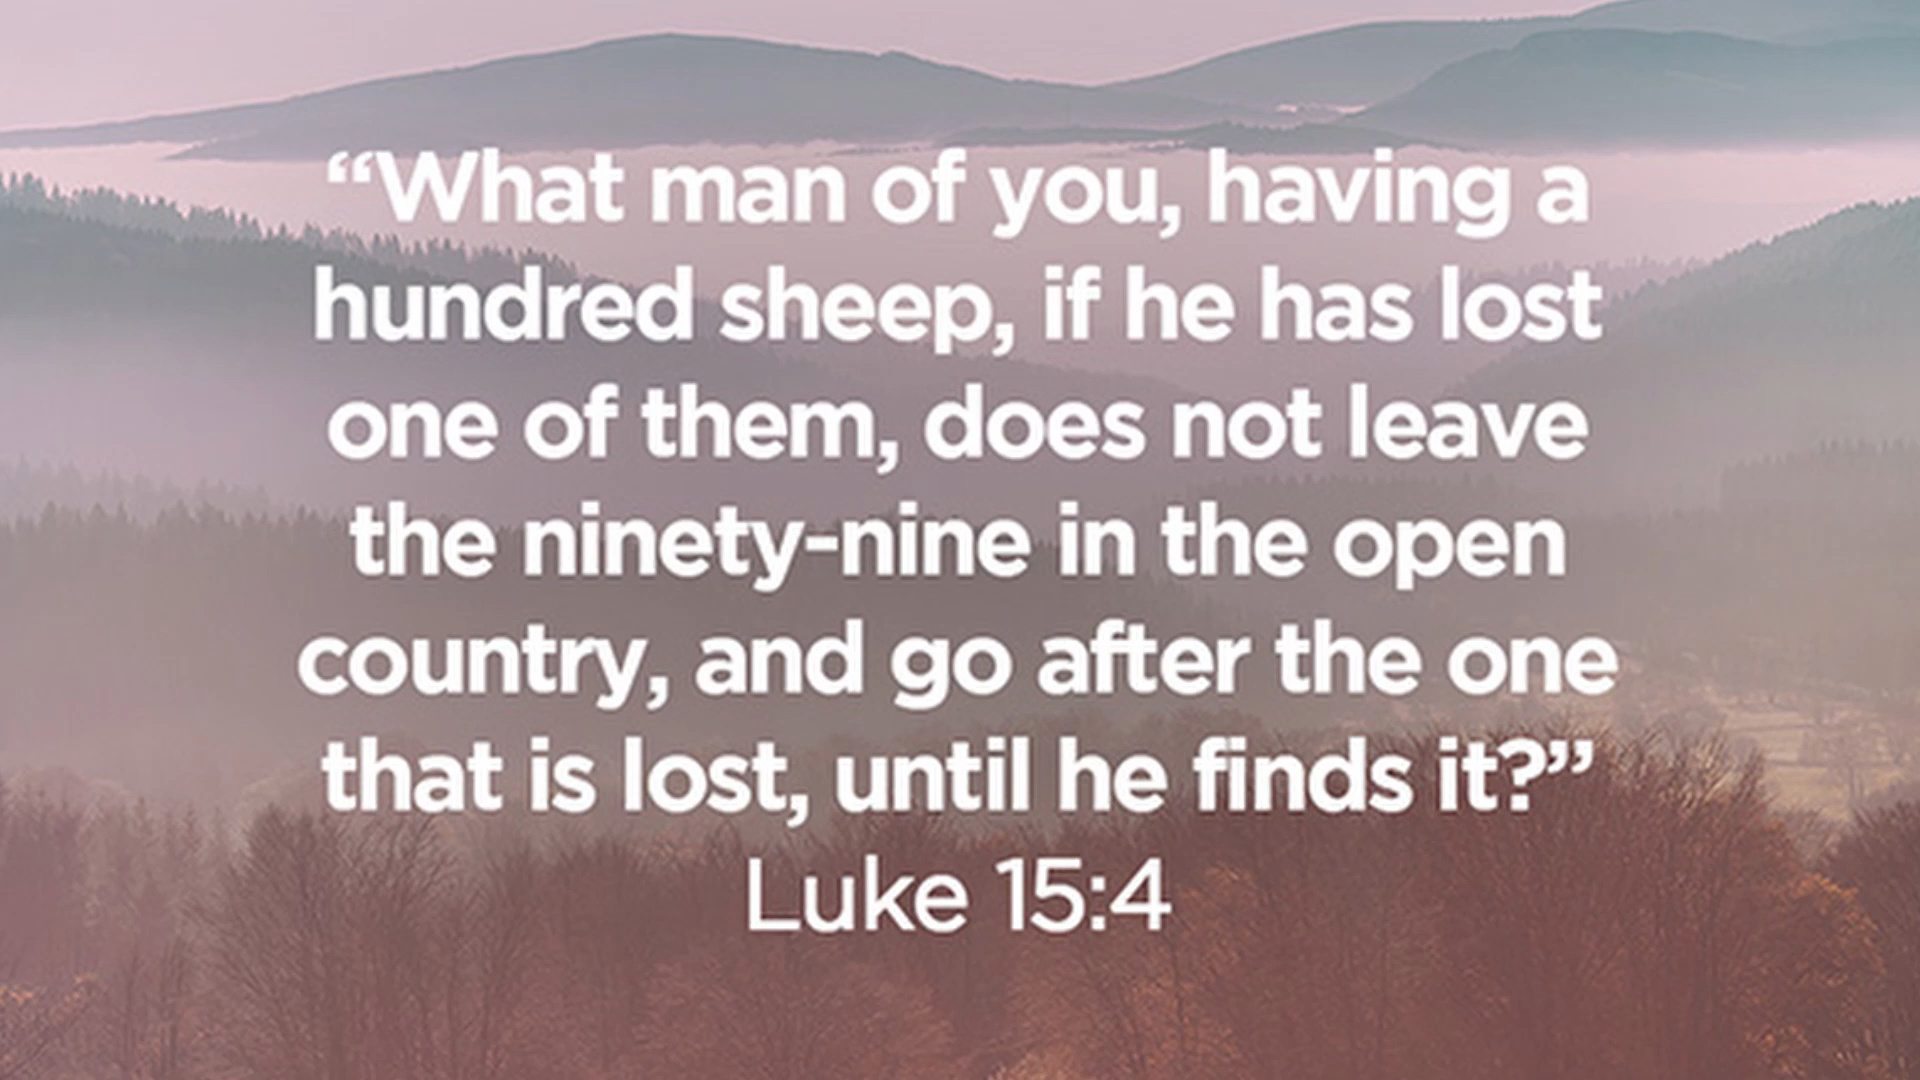 “What man of you, having a
hundred sheep, if he has lost
one of them, does not leave
the ninety-nine in the open
country, and go after the one
that is lost, until he finds it?”
Luke 15:4